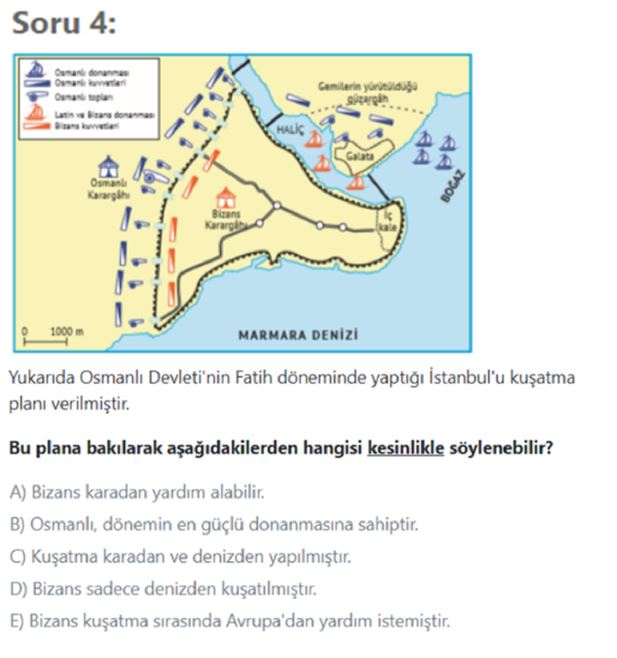 Soru 4:
Osmanlı donanması
Osmanlı kuvvetleri
Osmanlı topları
Latin ve Bizans donanması
Bizans kuvvetleri
Gemilerin yürütüldüğü
güzergâh
HALİÇ
Galata
BOĞAZ
Osmanlı
Karargâhı
Bizans
Karargâhı
İç
kale
0 1000 m
MARMARA DENİZİ
Yukarıda Osmanlı Devleti'nin Fatih döneminde yaptığı İstanbul'u kuşatma
planı verilmiştir.
Bu plana bakılarak aşağıdakilerden hangisi kesinlikle söylenebilir?
A) Bizans karadan yardım alabilir.
B) Osmanlı, dönemin en güçlü donanmasına sahiptir.
C) Kuşatma karadan ve denizden yapılmıştır.
D) Bizans sadece denizden kuşatılmıştır.
E) Bizans kuşatma sırasında Avrupa'dan yardım istemiştir.